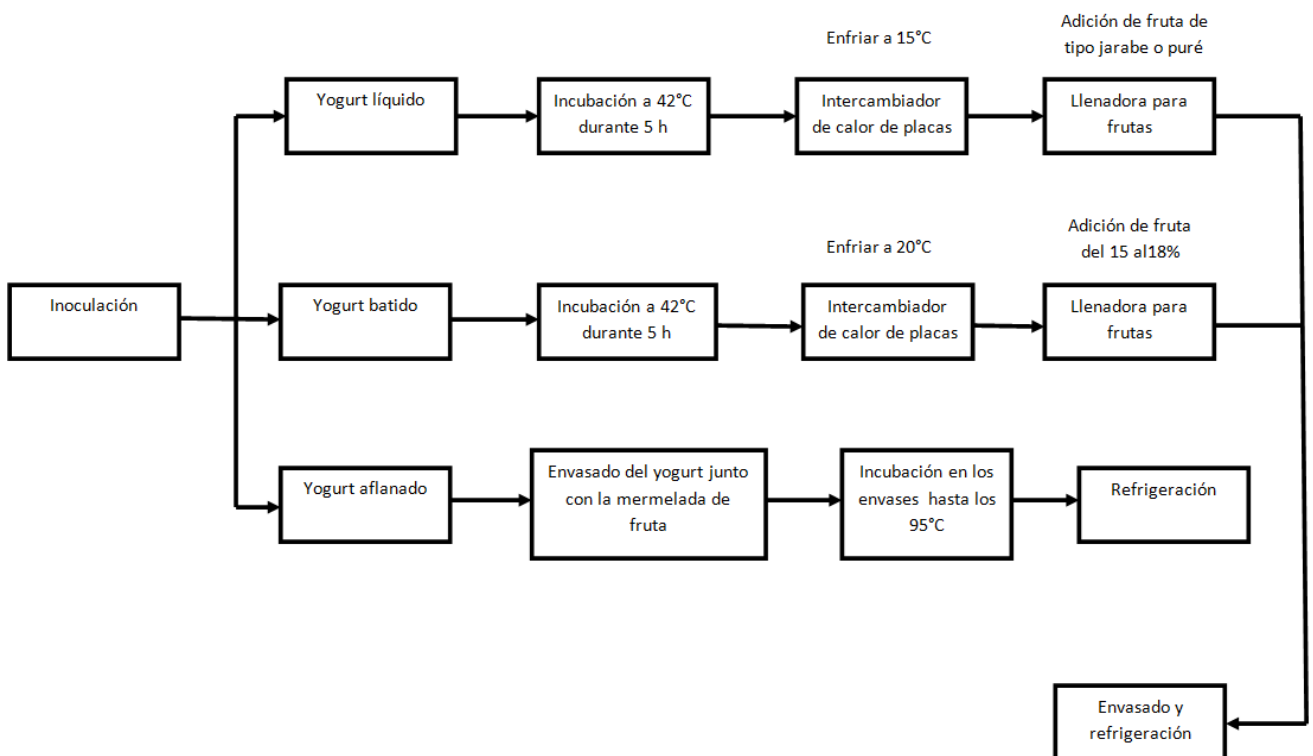 Enfriar a 15°C
Adición de fruta de
tipo jarabe o puré
Yogurt líquido
Incubación a 42°C
durante 5 h
Intercambiador
de calor de placas
Llenadora para
frutas
Enfriar a 20°C
Adición de fruta
del 15 al18%
Inoculación
Yogurt batido
Incubación a 42°C
durante 5 h
Intercambiador
de calor de placas
Llenadora para
frutas
Yogurt aflanado
Envasado del yogurt junto
con la mermelada de
fruta
Incubación en los
envases hasta los
95°C
Refrigeración
Envasado y
refrigeración